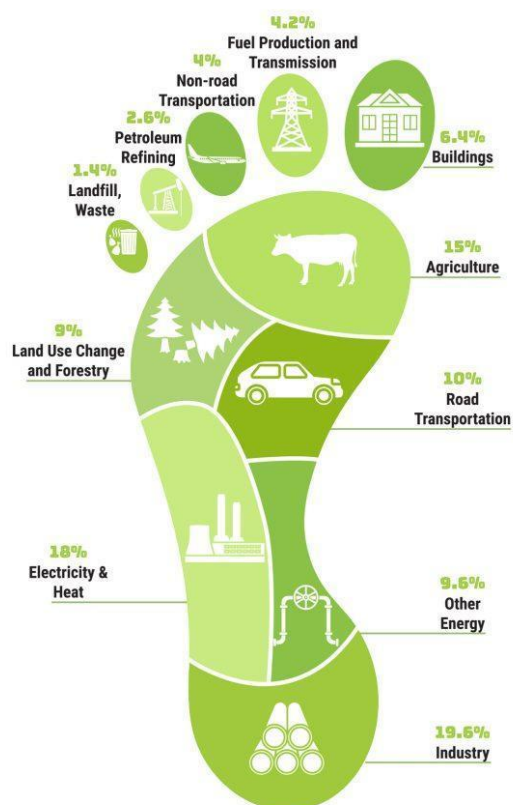 4.2%
Fuel Production and
Transmission
4%
Non-road
Transportation
2.6%
Petroleum
Refining
1.4%
Landfill,
Waste
6.4%
Buildings
15%
Agriculture
9%
Land Use Change
and Forestry
10%
Road
Transportation
18%
Electricity &
Heat
9.6%
Other
Energy
19.6%
Industry